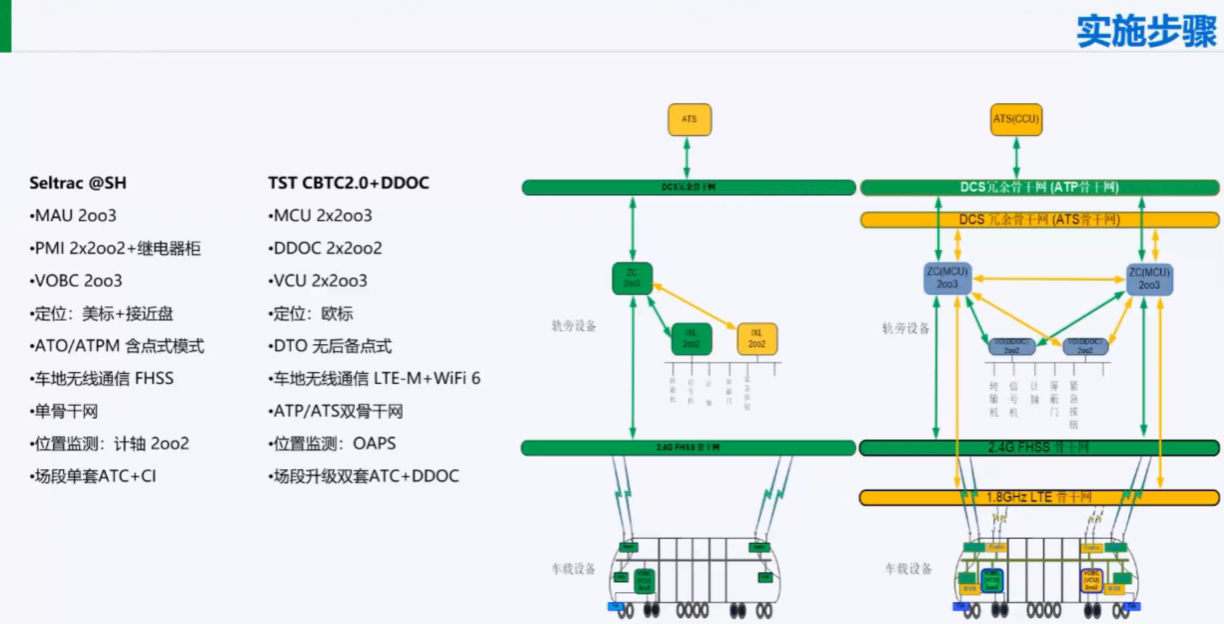 实施步骤
Seltrac @SH
•MAU 2oo3
•PMI 2x2oo2+继电器柜
•VOBC 2oo3
•定位：美标+接近盘
•ATO/ATPM 含点式模式
•车地无线通信 FHSS
•单骨干网
•位置监测：计轴 2oo2
•场段单套ATC+CI
TST CBTC2.0+DDOC
•MCU 2x2oo3
•DDOC 2x2oo2
•VCU 2x2oo3
•定位：欧标
•DTO 无后备点式
•车地无线通信 LTE-M+WiFi 6
•ATP/ATS双骨干网
•位置监测：OAPS
•场段升级双套ATC+DDOC
ATS
DCS冗余骨干网
ZC
2oo3
轨旁设备
IXL
2oo2
IXL
2oo2
2.4G FHSS 骨干网
车载设备
ATS(CCU)
DCS冗余骨干网 (ATP骨干网)
DCS 冗余骨干网 (ATS骨干网)
ZC(MCU)
2oo3
ZC(MCU)
2oo3
轨旁设备
2oo2
2oo2
转辙机
信号机
计轴
屏蔽门
紧急按钮
2.4G FHSS 骨干网
1.8GHz LTE 骨干网
车载设备
VOBC
(VCU)
2oo2